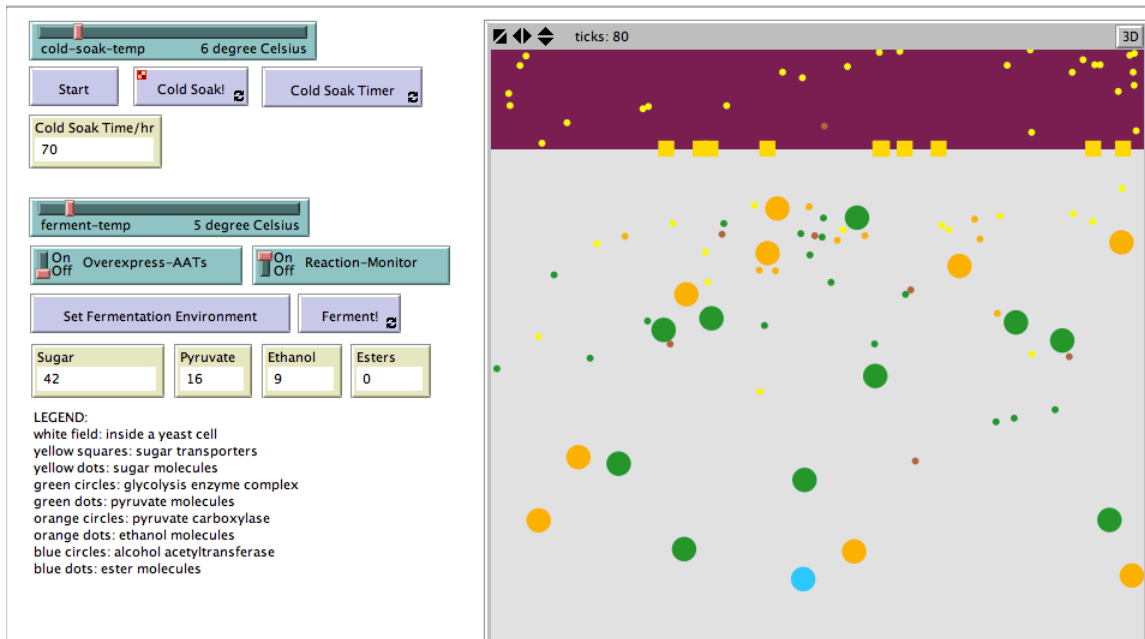 ticks: 80
3D
cold-soak-temp 6 degree Celsius
Start
Cold Soak!
Cold Soak Timer
Cold Soak Time/hr
70
ferment-temp 5 degree Celsius
On
Off
Overexpress-AATs
On
Off
Reaction-Monitor
Set Fermentation Environment
Ferment!
Sugar
42
Pyruvate
16
Ethanol
9
Esters
0
LEGEND:
white field: inside a yeast cell
yellow squares: sugar transporters
yellow dots: sugar molecules
green circles: glycolysis enzyme complex
green dots: pyruvate molecules
orange circles: pyruvate carboxylase
orange dots: ethanol molecules
blue circles: alcohol acetyltransferase
blue dots: ester molecules